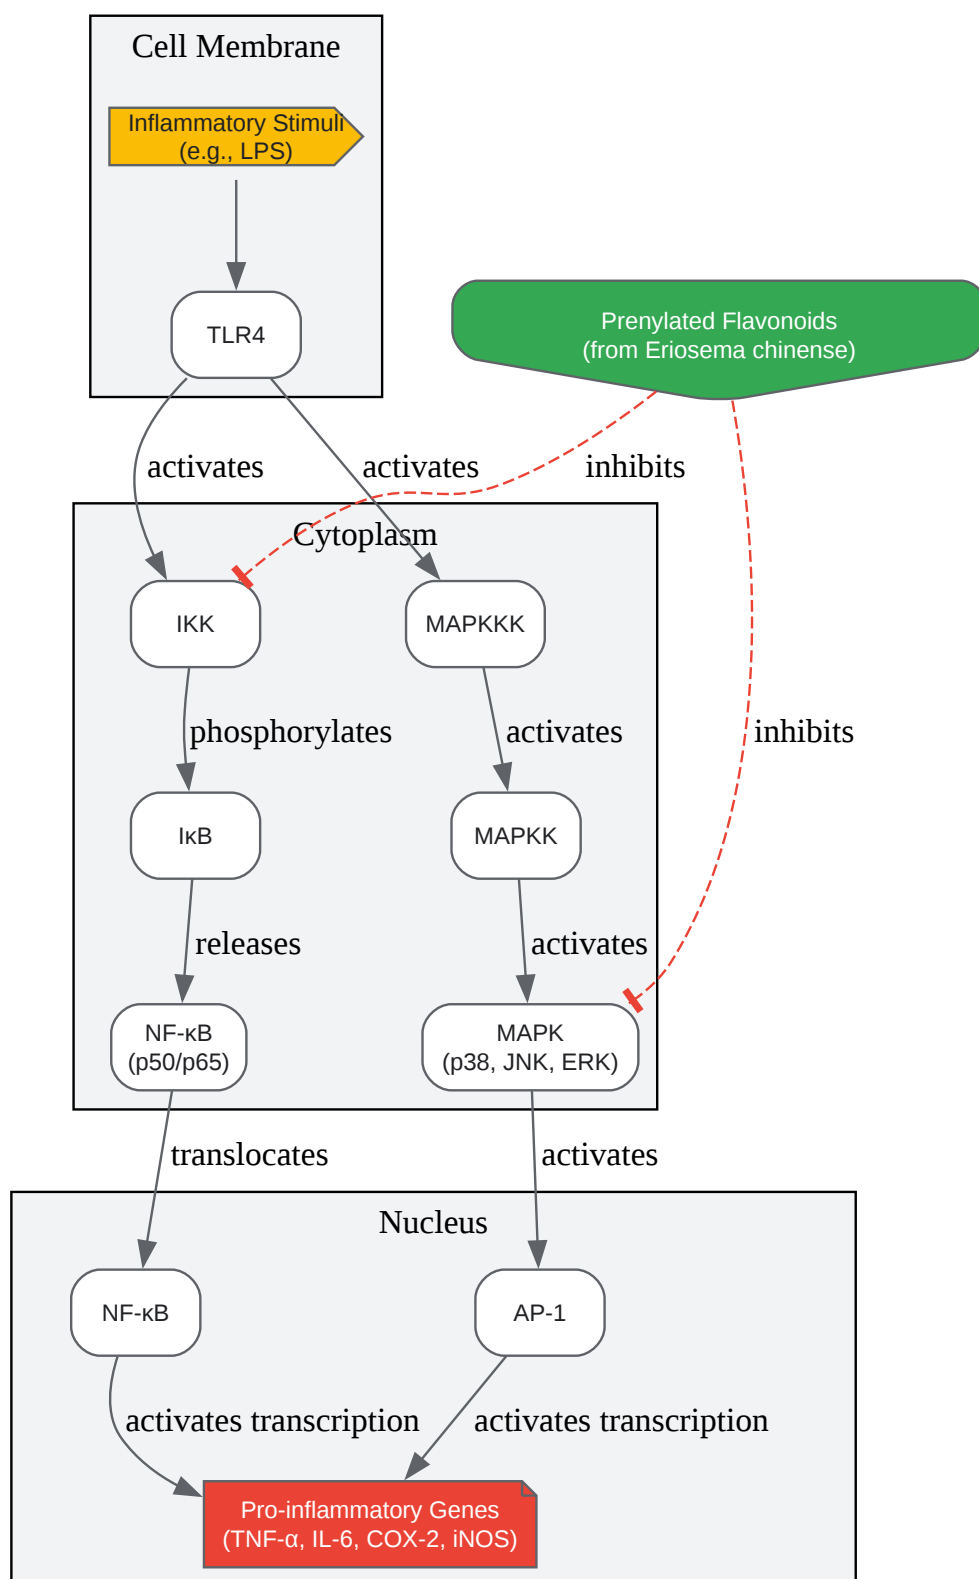 Cell Membrane
Inflammatory Stimuli
(e.g., LPS)
TLR4
Prenylated Flavonoids
(from Eriosema chinense)
activates
activates
inhibits
Cytoplasm
IKK
MAPKKK
phosphorylates
activates
inhibits
IκB
MAPKK
releases
activates
NF-κB
(p50/p65)
MAPK
(p38, JNK, ERK)
translocates
activates
Nucleus
NF-κB
AP-1
activates transcription
activates transcription
Pro-inflammatory Genes
(TNF-α, IL-6, COX-2, iNOS)